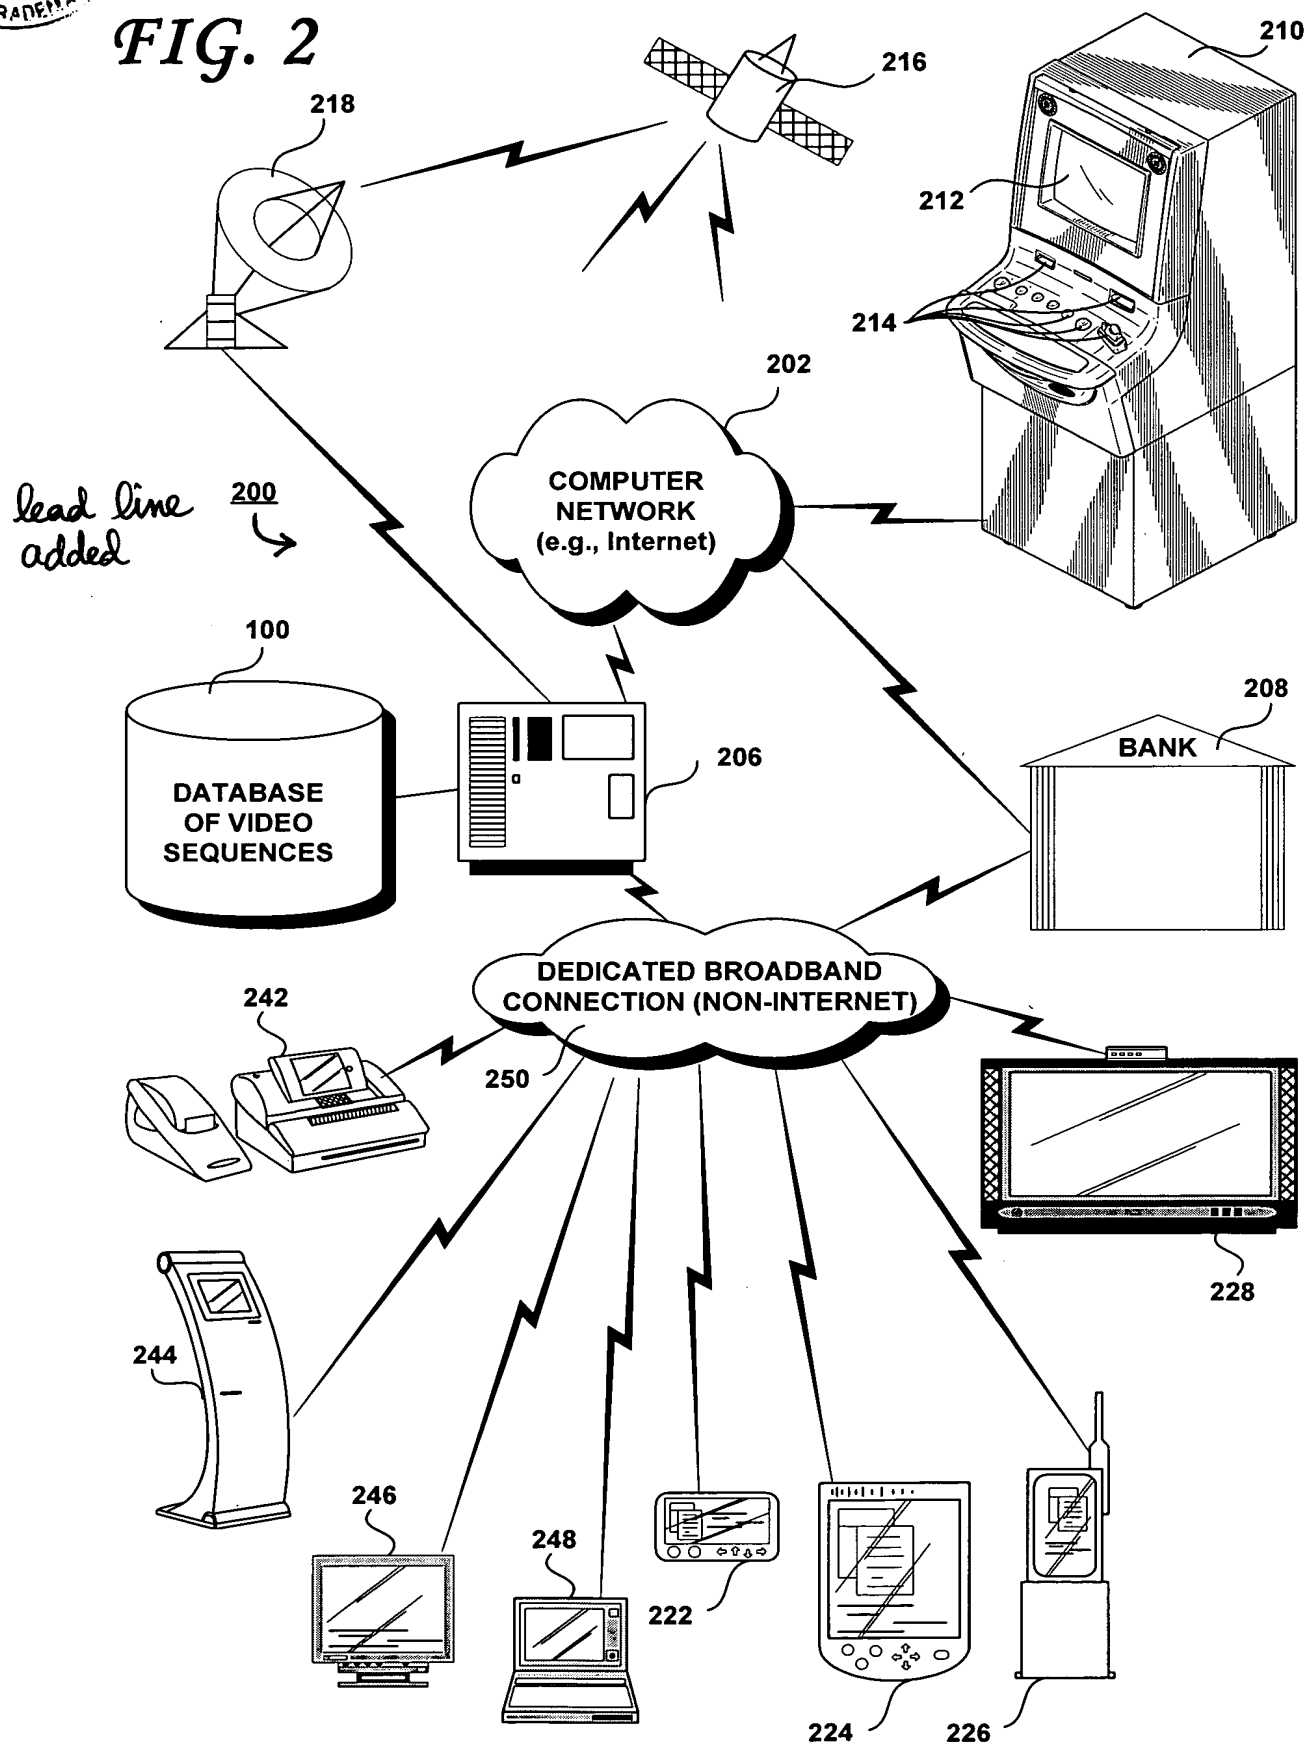 FIG. 2
210
216
218
212
214
202
COMPUTER
NETWORK
(e.g., Internet)
lead line
added
200
100
208
BANK
206
DATABASE
OF VIDEO
SEQUENCES
DEDICATED BROADBAND
CONNECTION (NON-INTERNET)
242
250
228
244
246
248
222
224
226